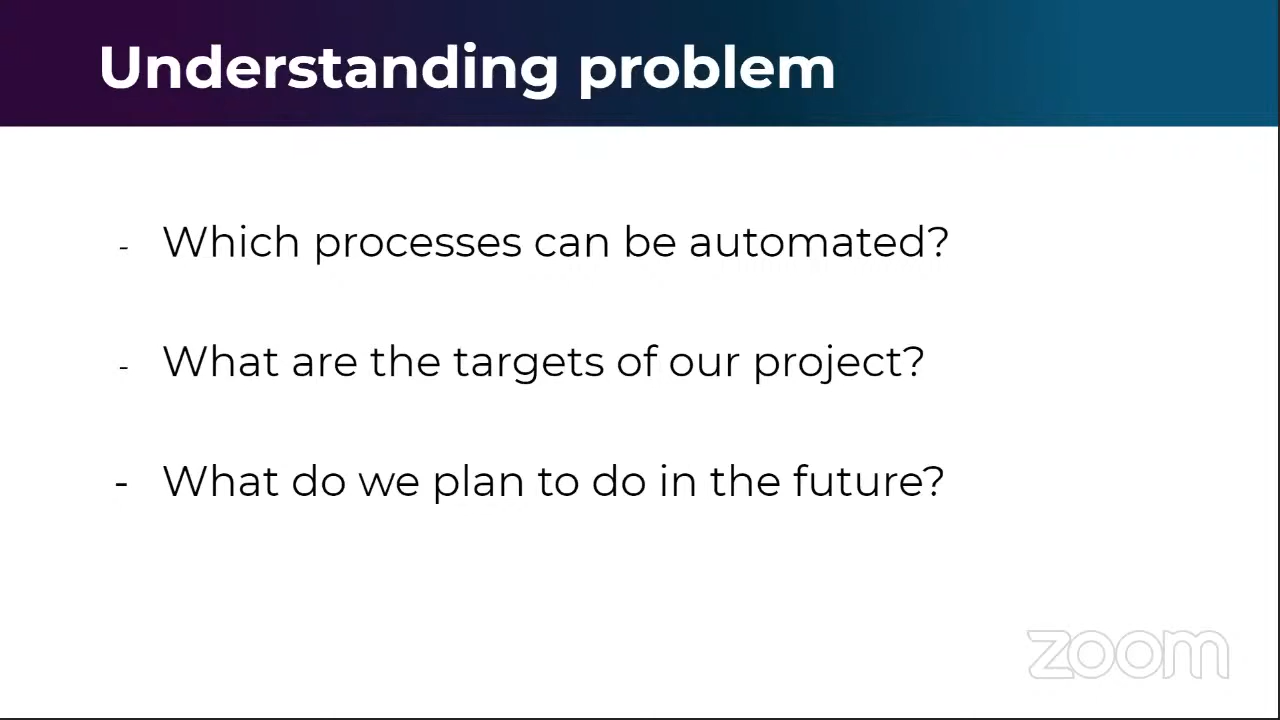 Understanding problem
- Which processes can be automated?
- What are the targets of our project?
- What do we plan to do in the future?
zoom